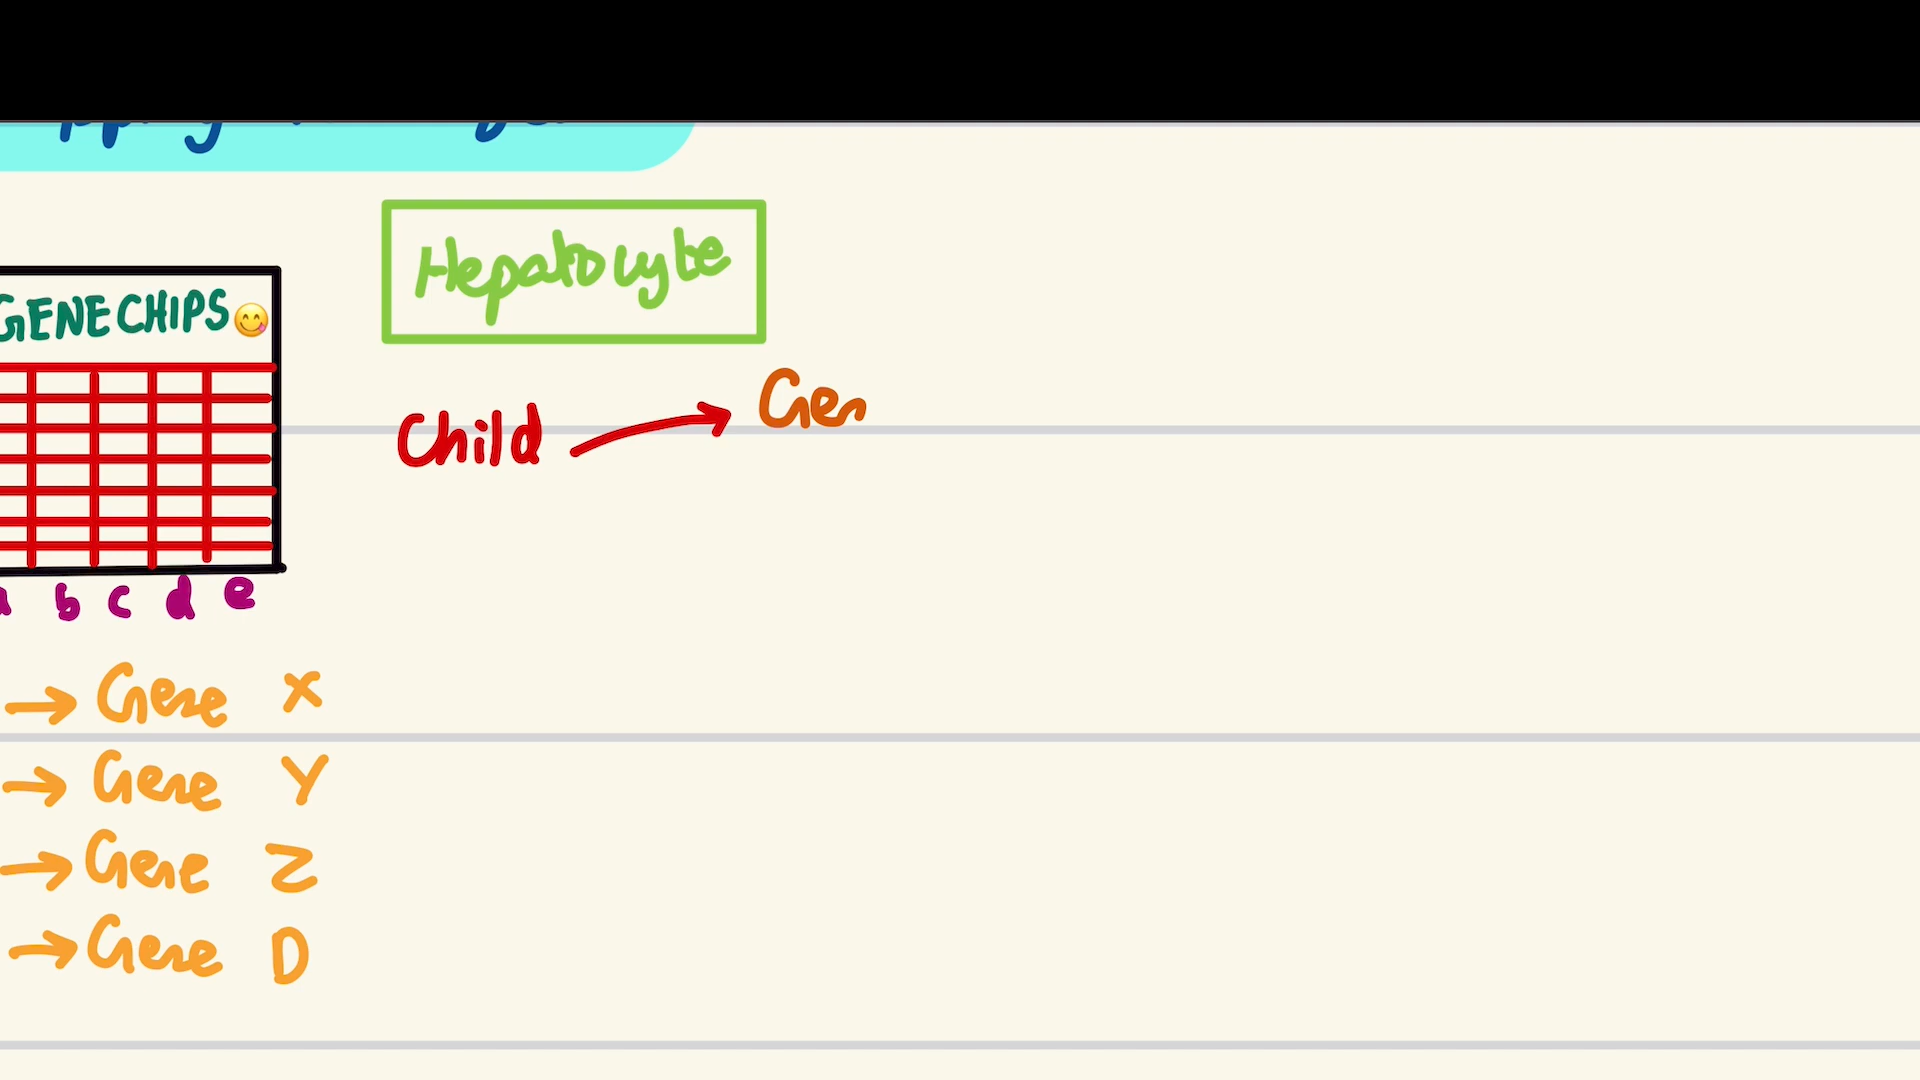 GENE CHIPS
Hepatocyte
Child → Gen
b c d e
→ Gene X
→ Gene Y
→ Gene Z
→ Gene D